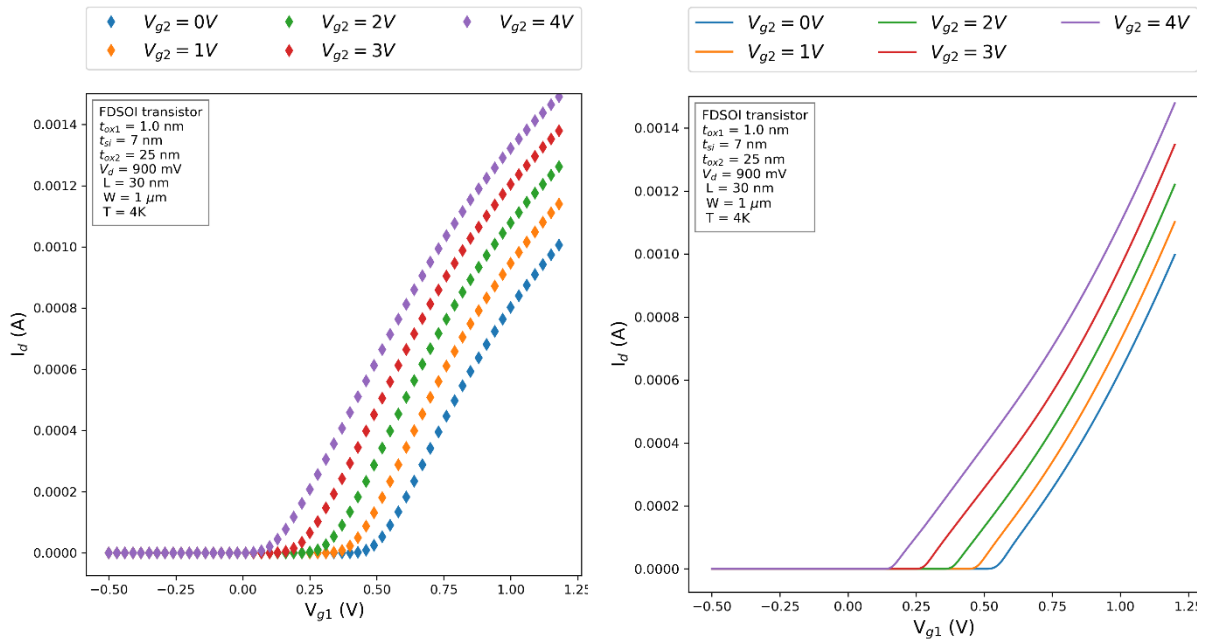 V_{g2} = 0V
V_{g2} = 2V
V_{g2} = 4V
V_{g2} = 1V
V_{g2} = 3V
FDSOI transistor
t_{ox1} = 1.0 nm
t_{si} = 7 nm
t_{ox2} = 25 nm
V_d = 900 mV
L = 30 nm
W = 1 μm
T = 4K
0.0014
0.0012
0.0010
0.0008
0.0006
0.0004
0.0002
0.0000
I_d (A)
−0.50
−0.25
0.00
0.25
0.50
0.75
1.00
1.25
V_{g1} (V)
V_{g2} = 0V
V_{g2} = 2V
V_{g2} = 4V
V_{g2} = 1V
V_{g2} = 3V
FDSOI transistor
t_{ox1} = 1.0 nm
t_{si} = 7 nm
t_{ox2} = 25 nm
V_d = 900 mV
L = 30 nm
W = 1 μm
T = 4K
0.0014
0.0012
0.0010
0.0008
0.0006
0.0004
0.0002
0.0000
I_d (A)
−0.50
−0.25
0.00
0.25
0.50
0.75
1.00
1.25
V_{g1} (V)